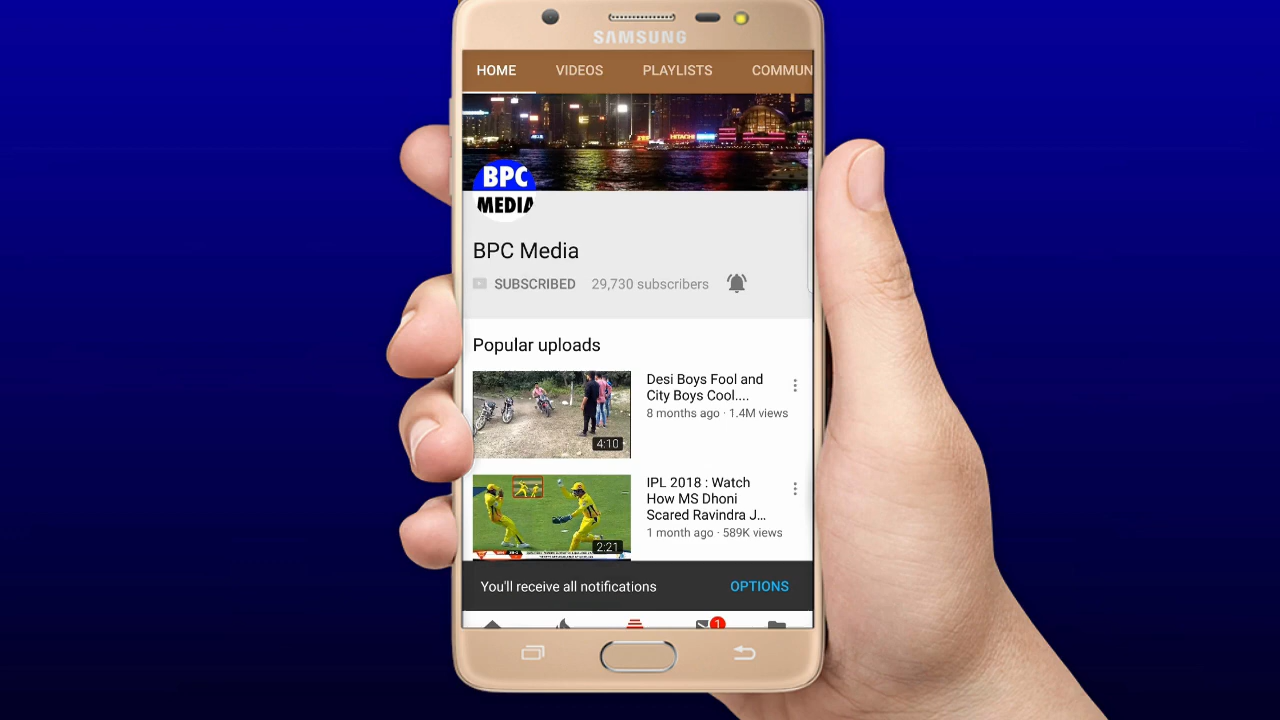 SAMSUNG
HOME VIDEOS PLAYLISTS COMMUN
HITACHI
BPC
MEDIA
BPC Media
SUBSCRIBED 29,730 subscribers
Popular uploads
Desi Boys Fool and
City Boys Cool....
8 months ago · 1.4M views
4:10
IPL 2018 : Watch
How MS Dhoni
Scared Ravindra J...
1 month ago · 589K views
2:21
You'll receive all notifications OPTIONS
1